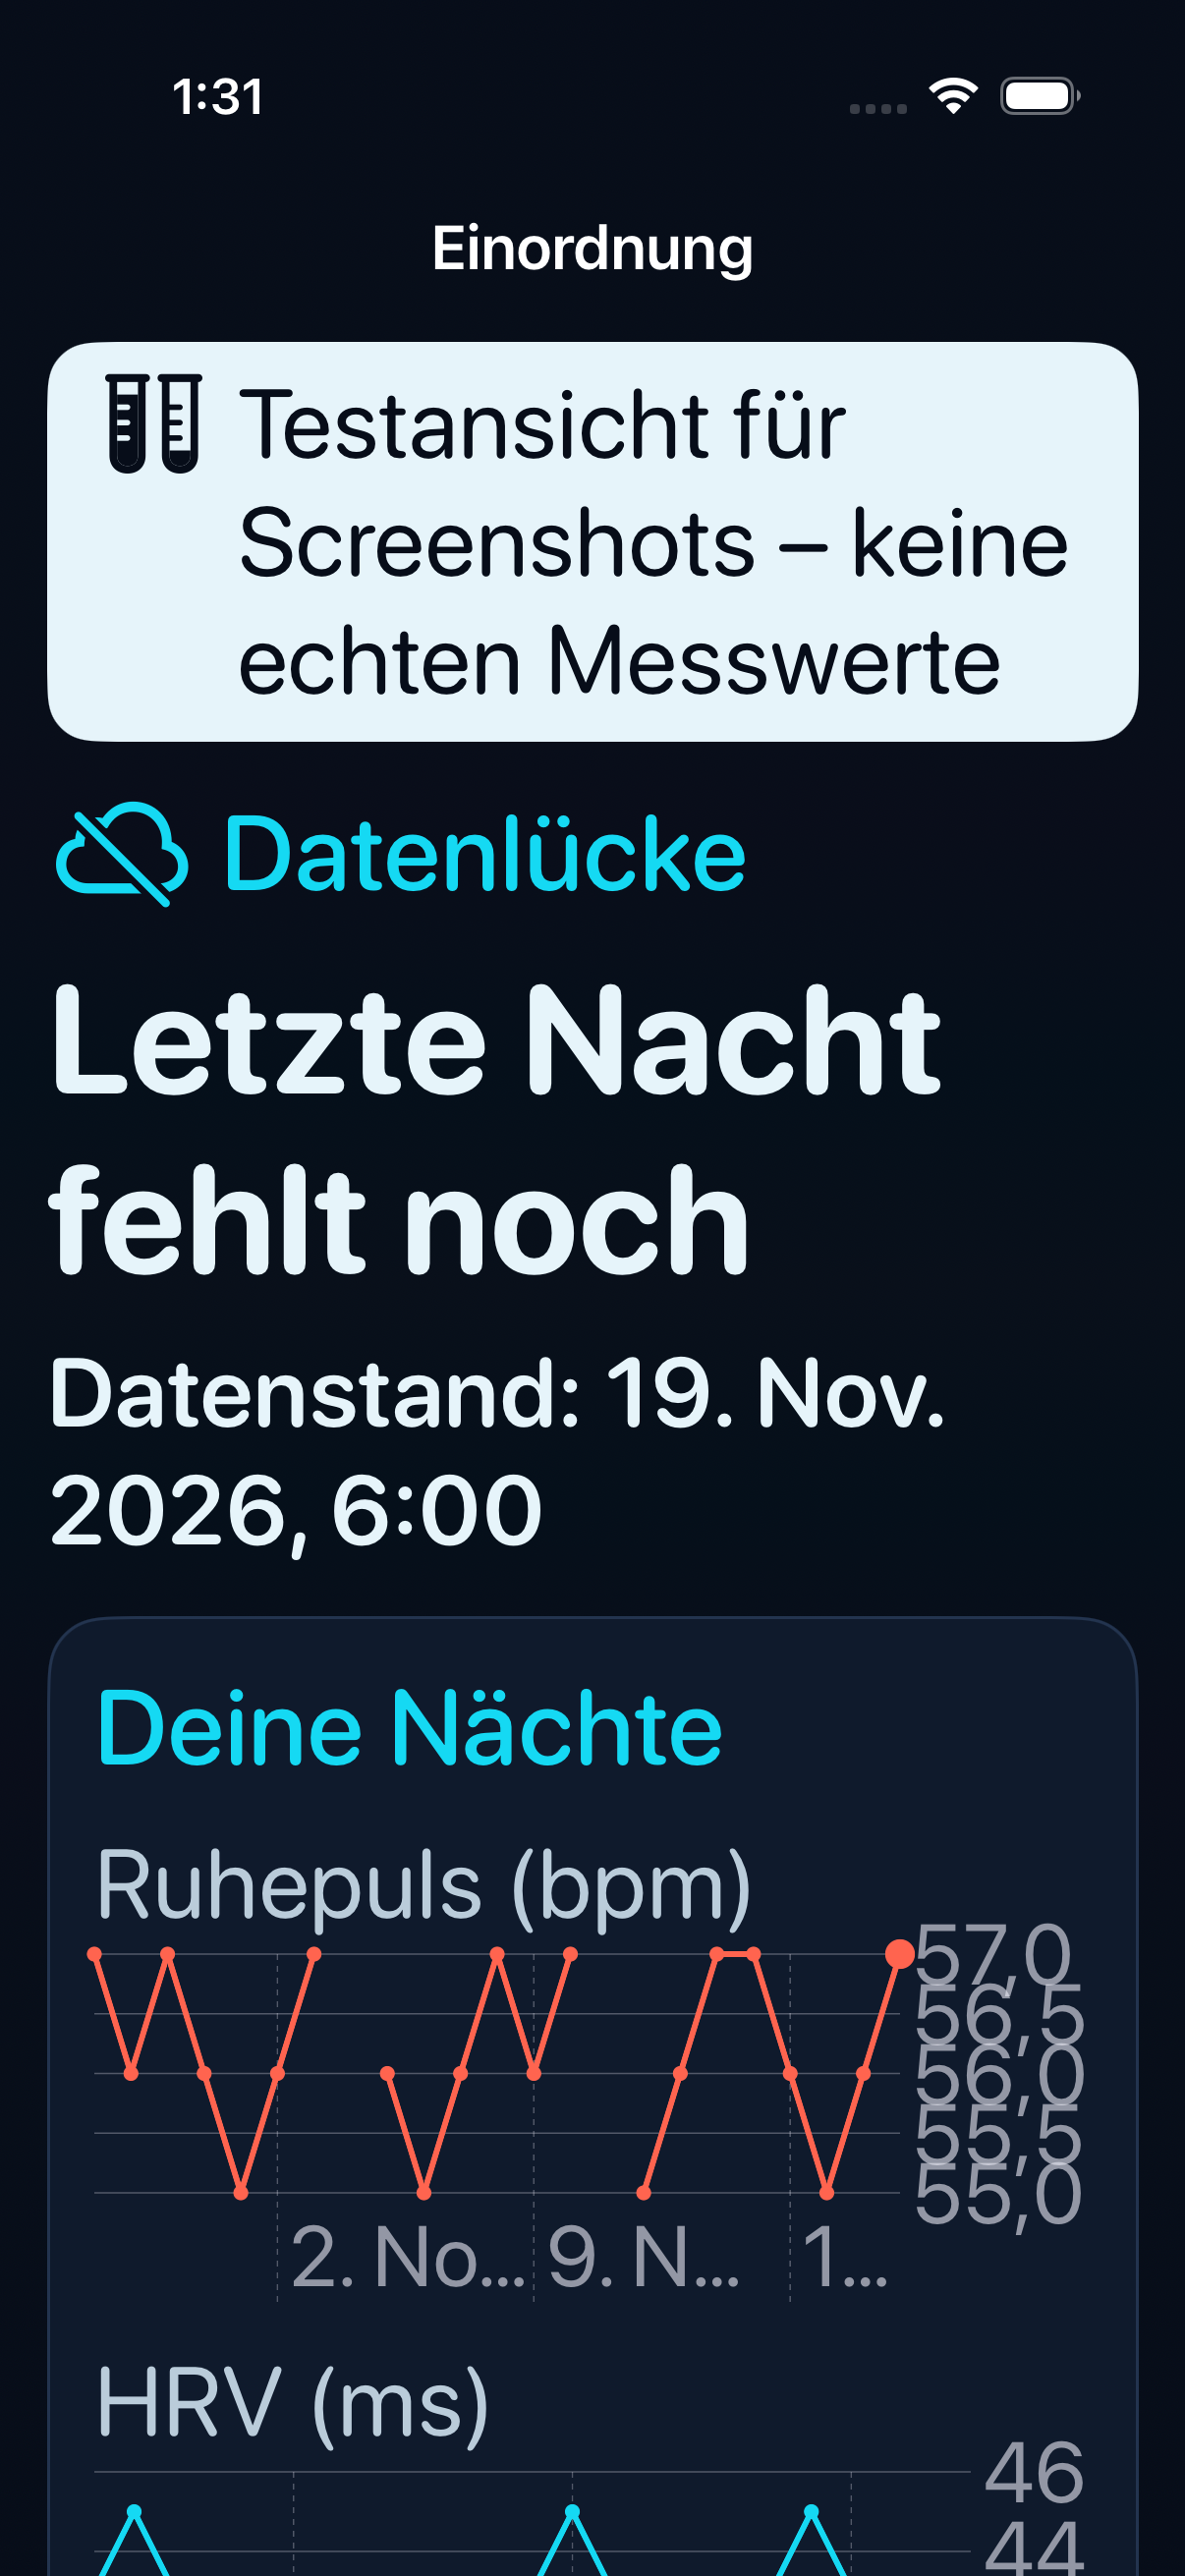 1:31
Einordnung
Testansicht für
Screenshots – keine
echten Messwerte
Datenlücke
Letzte Nacht
fehlt noch
Datenstand: 19. Nov.
2026, 6:00
Deine Nächte
Ruhepuls (bpm)
57,0
56,5
56,0
55,5
55,0
2. No… 9. N… 1…
HRV (ms)
46
44